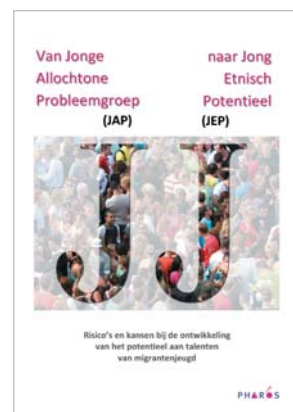 Van Jonge
Allochtone
Probleemgroep
(JAP)
naar Jong
Etnisch
Potentieel
(JEP)
JJ
Risico's en kansen bij de ontwikkeling
van het potentieel aan talenten
van migrantenjeugd
PHAROS